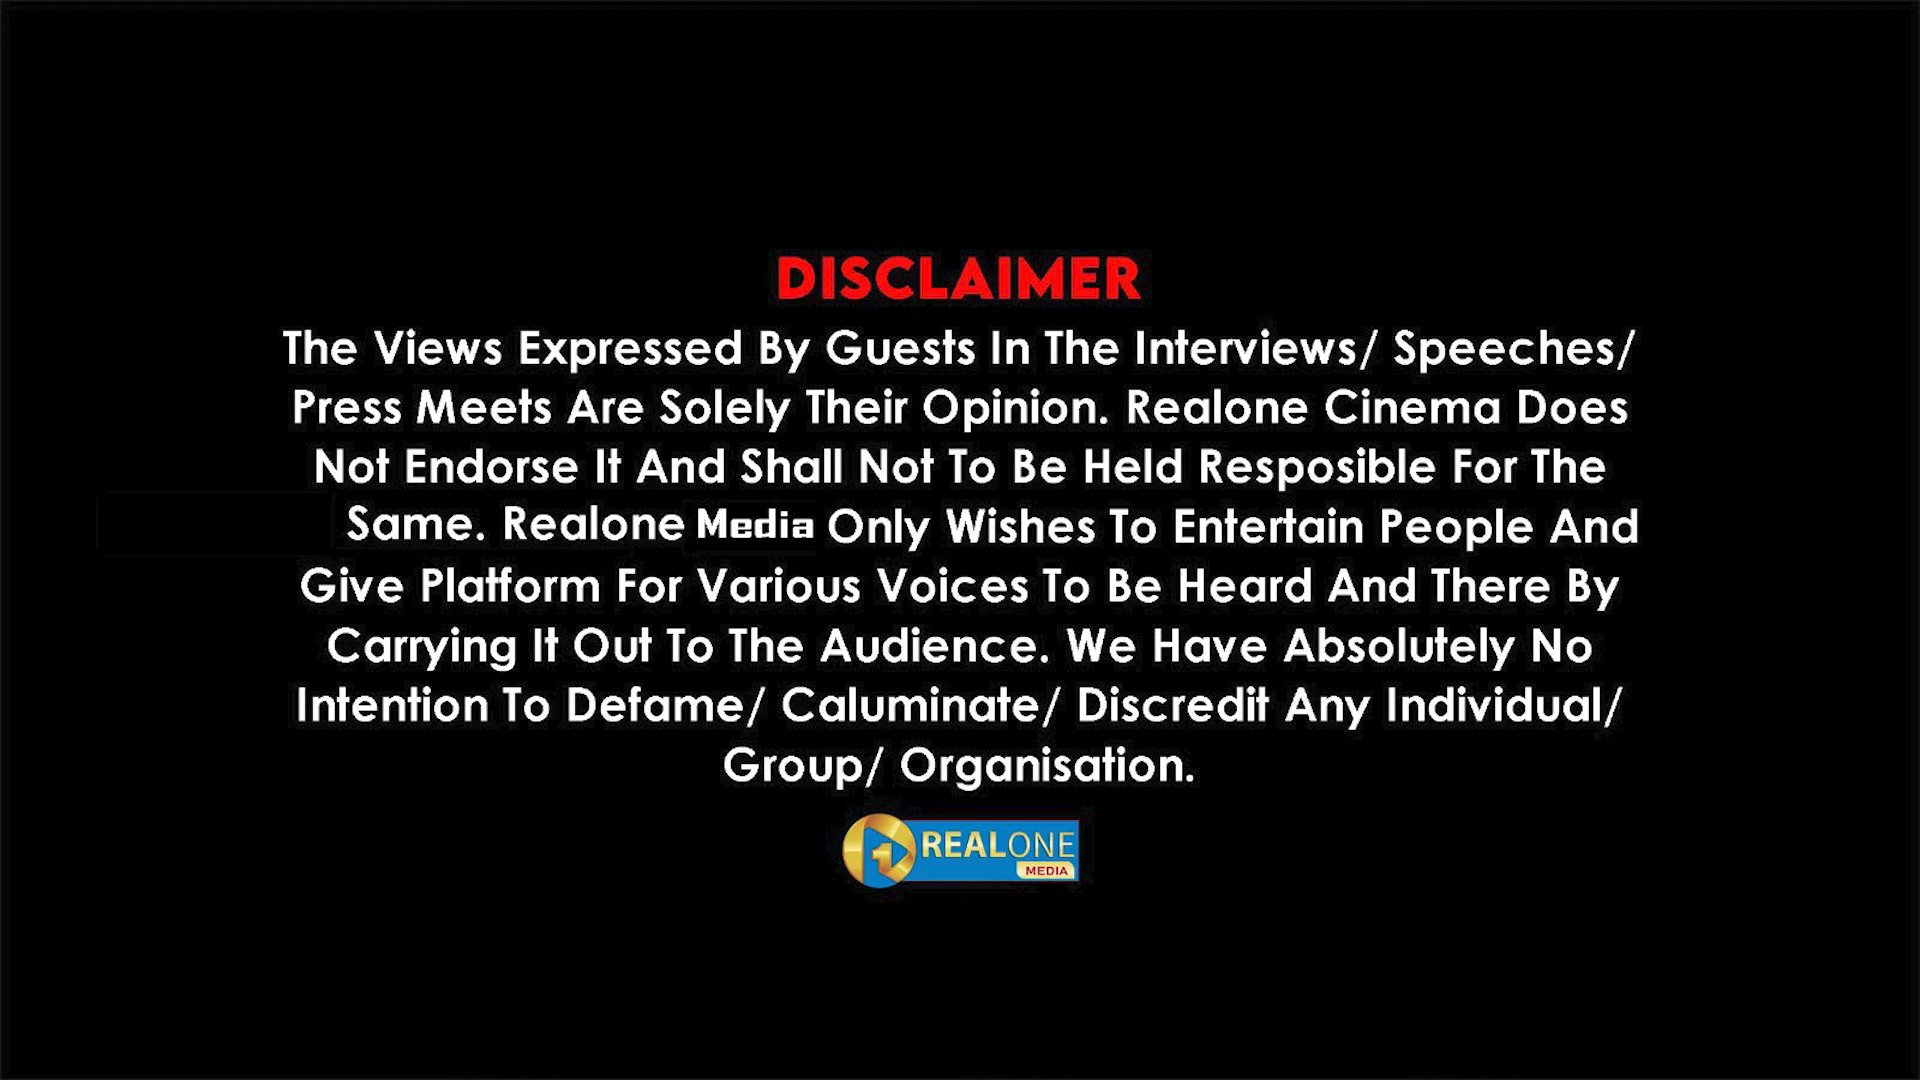 DISCLAIMER
The Views Expressed By Guests In The Interviews/ Speeches/
Press Meets Are Solely Their Opinion. Realone Cinema Does
Not Endorse It And Shall Not To Be Held Resposible For The
Same. Realone Media Only Wishes To Entertain People And
Give Platform For Various Voices To Be Heard And There By
Carrying It Out To The Audience. We Have Absolutely No
Intention To Defame/ Caluminate/ Discredit Any Individual/
Group/ Organisation.
1 REALONE
MEDIA